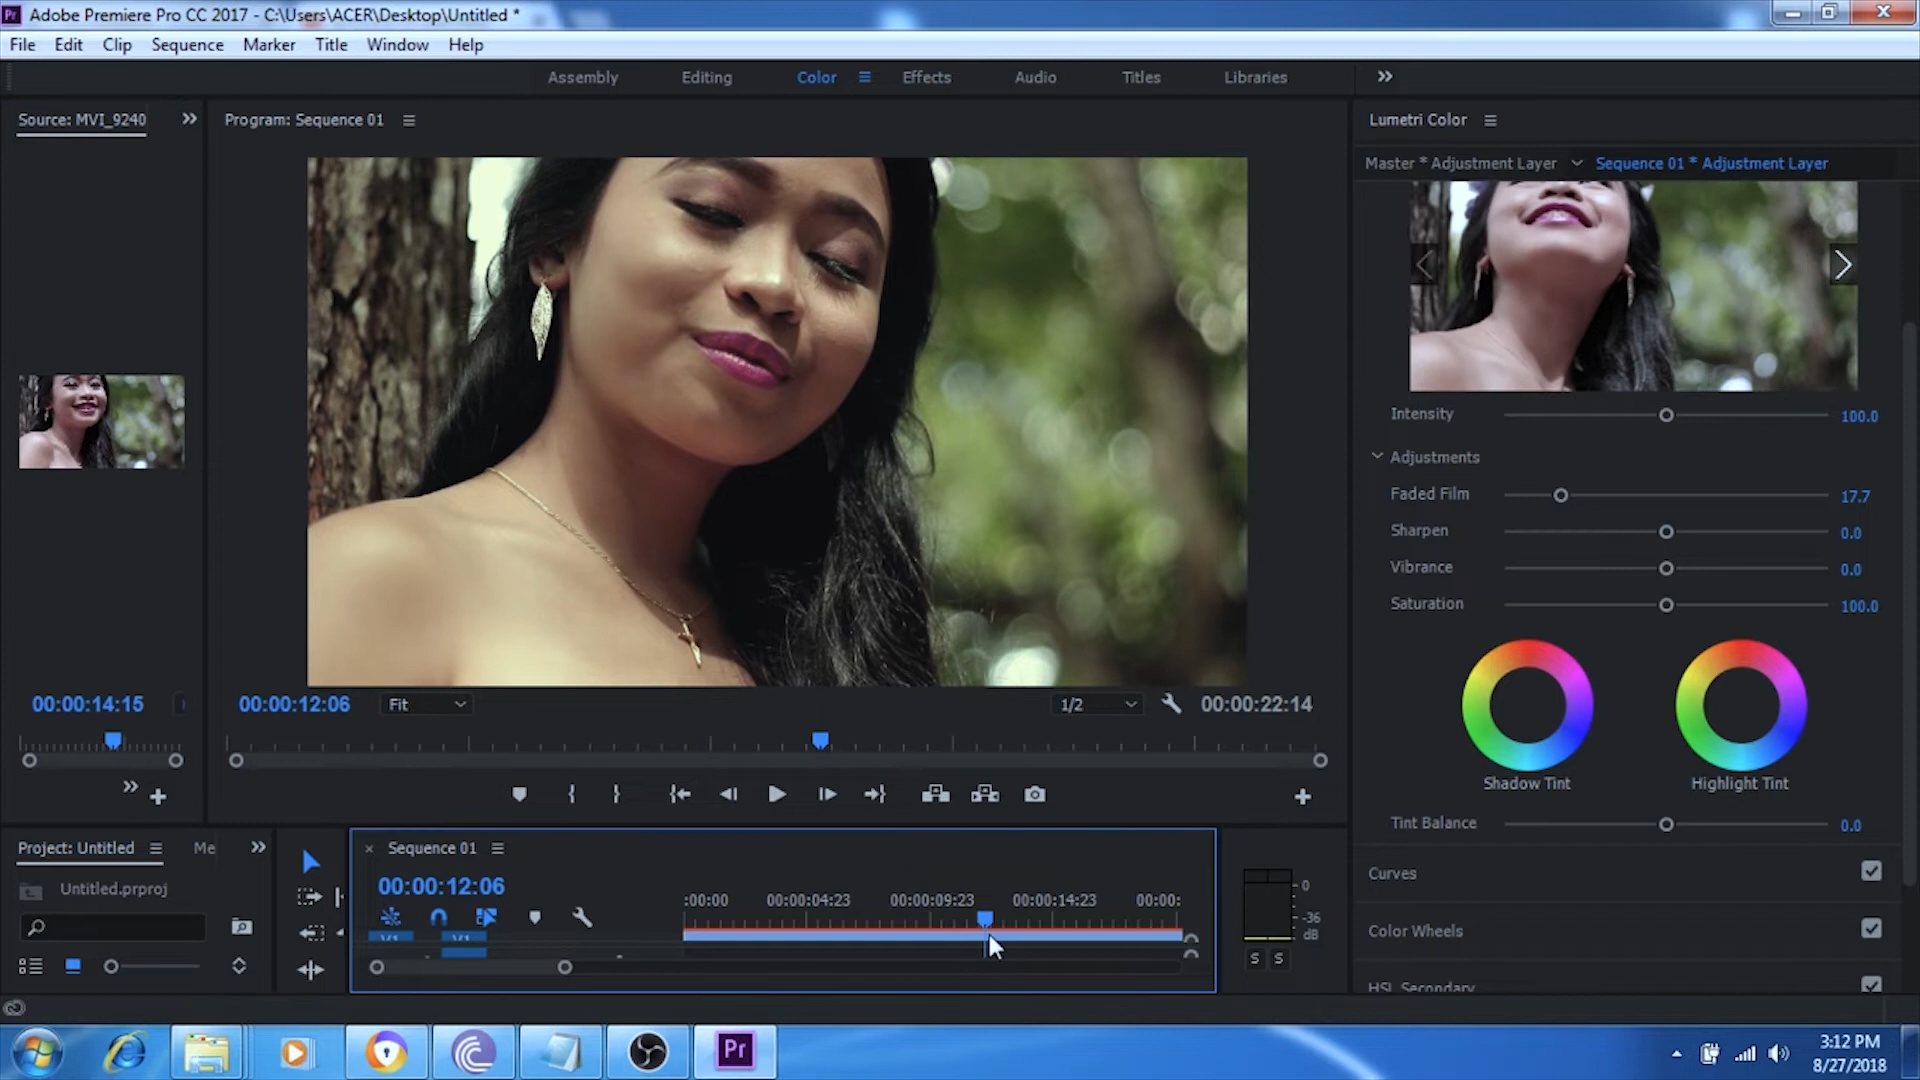 Adobe Premiere Pro CC 2017 - C:\Users\ACER\Desktop\Untitled *
File Edit Clip Sequence Marker Title Window Help
Assembly Editing Color Effects Audio Titles Libraries
Source: MVI_9240
Program: Sequence 01
Lumetri Color
Master * Adjustment Layer Sequence 01 * Adjustment Layer
Intensity 100.0
Adjustments
Faded Film 17.7
Sharpen 0.0
Vibrance 0.0
Saturation 100.0
Shadow Tint Highlight Tint
Tint Balance 0.0
Curves
Color Wheels
HSL Secondary
00:00:14:15
00:00:12:06 Fit 1/2 00:00:22:14
Project: Untitled Me
Untitled.prproj
Sequence 01
00:00:12:06
:00:00 00:00:04:23 00:00:09:23 00:00:14:23 00:00:
V1 V1
0
-36
dB
S S
Pr
3:12 PM
8/27/2018